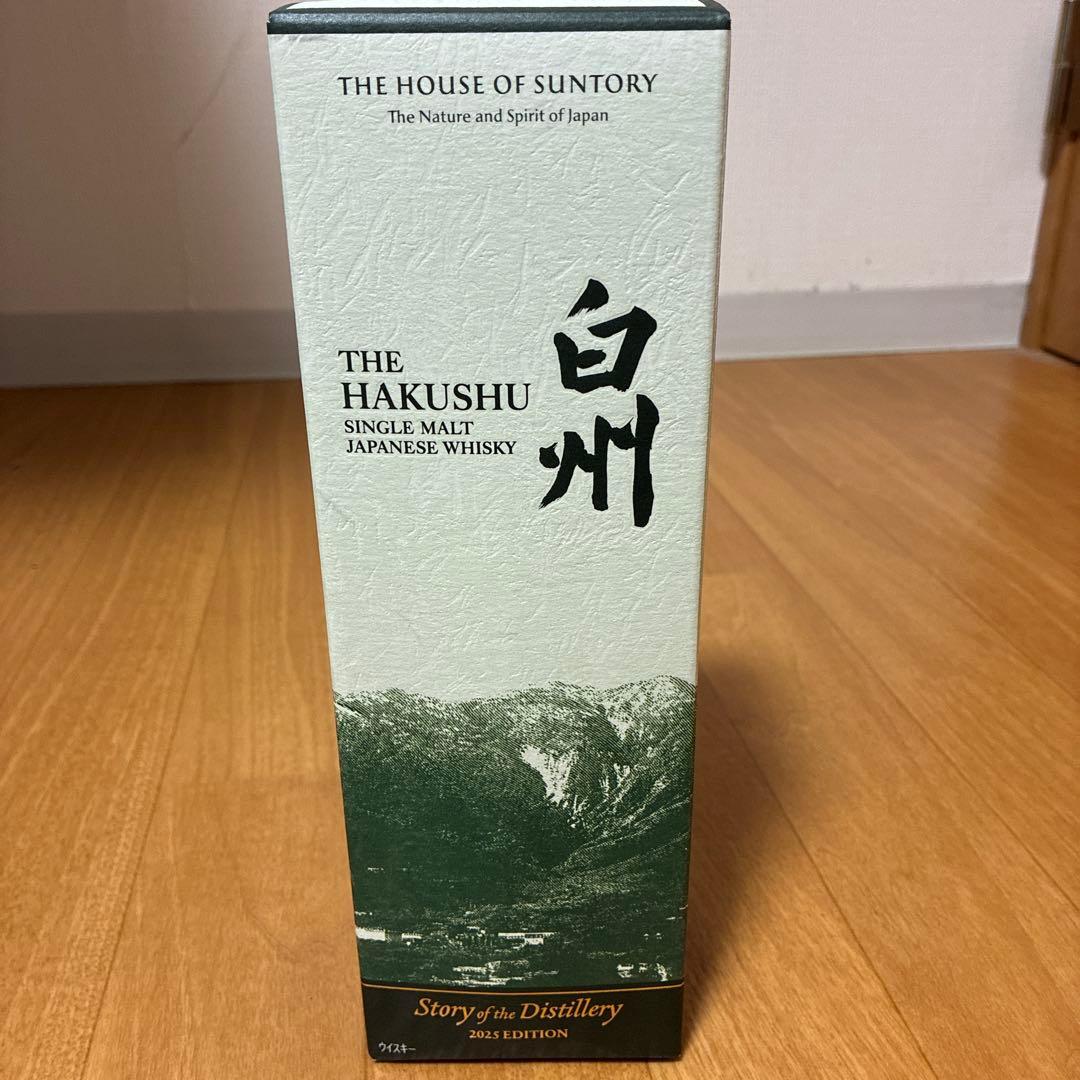 THE HOUSE OF SUNTORY
The Nature and Spirit of Japan
白州
THE
HAKUSHU
SINGLE MALT
JAPANESE WHISKY
Story of the Distillery
2025 EDITION
ウイスキー